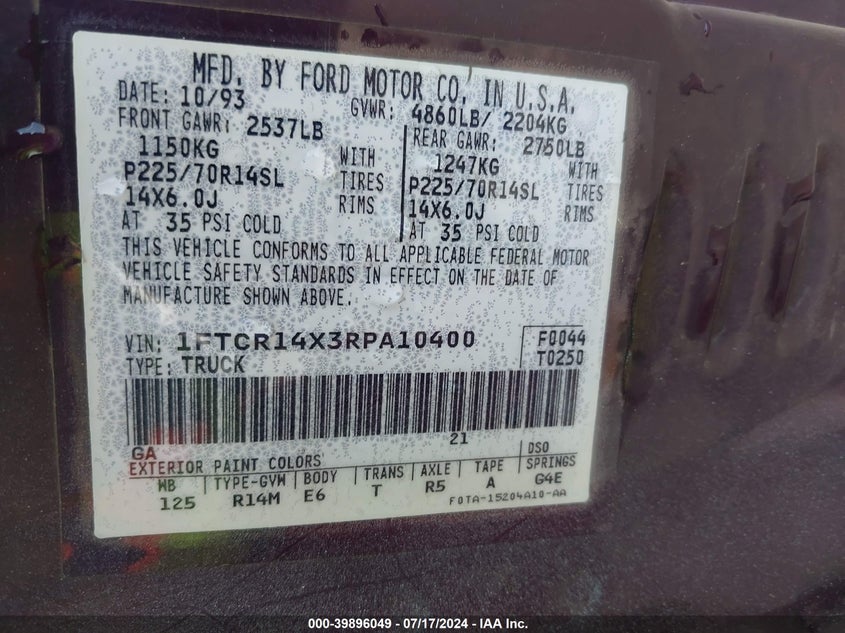 MFD. BY FORD MOTOR CO. IN U.S.A.
DATE: 10/93 GVWR: 4860LB/ 2204KG
FRONT GAWR: 2537LB REAR GAWR: 2750LB
1150KG WITH 1247KG WITH
P225/70R14SL TIRES P225/70R14SL TIRES
14X6.0J RIMS 14X6.0J RIMS
AT 35 PSI COLD AT 35 PSI COLD
THIS VEHICLE CONFORMS TO ALL APPLICABLE FEDERAL MOTOR
VEHICLE SAFETY STANDARDS IN EFFECT ON THE DATE OF
MANUFACTURE SHOWN ABOVE.
VIN: 1FTCR14X3RPA10400 F0044
TYPE: TRUCK T0250
21
GA DSO
EXTERIOR PAINT COLORS
WB TYPE-GVW BODY TRANS AXLE TAPE SPRINGS
125 R14M E6 T R5 A G4E
F0TA-15204A10-AA
000-39896049 / 07/17/2024 - IAA Inc.